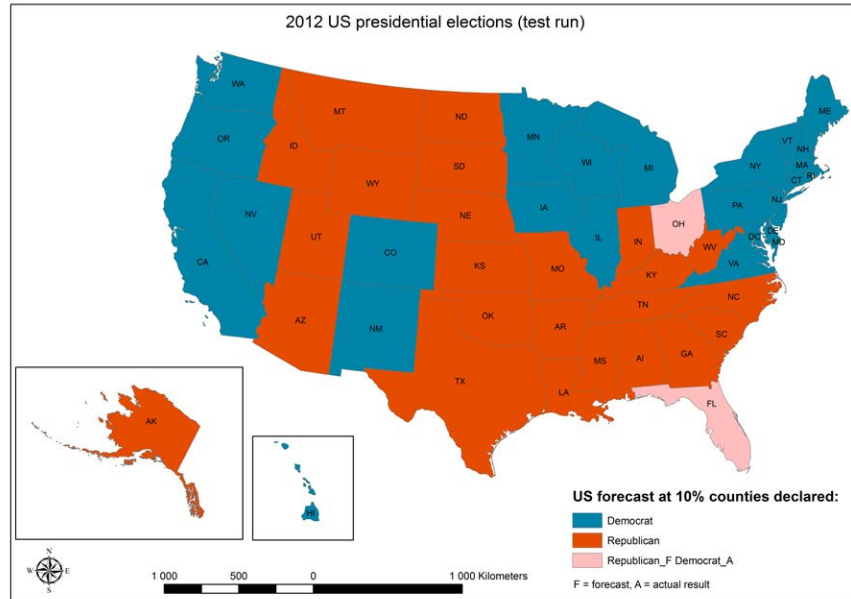 2012 US presidential elections (test run)
WA
OR
ID
MT
ND
MN
WI
MI
ME
VT
NH
NY
MA
CT
RI
WY
SD
NE
IA
NV
UT
CO
CA
AZ
NM
KS
MO
IL
IN
OH
PA
NJ
DC
DE
MD
WV
VA
KY
TN
NC
OK
AR
SC
MS
Al
GA
TX
LA
FL
AK
HI
US forecast at 10% counties declared:
Democrat
Republican
Republican_F Democrat_A
F = forecast, A = actual result
N
W
E
S
1 000 500 0 1 000 Kilometers